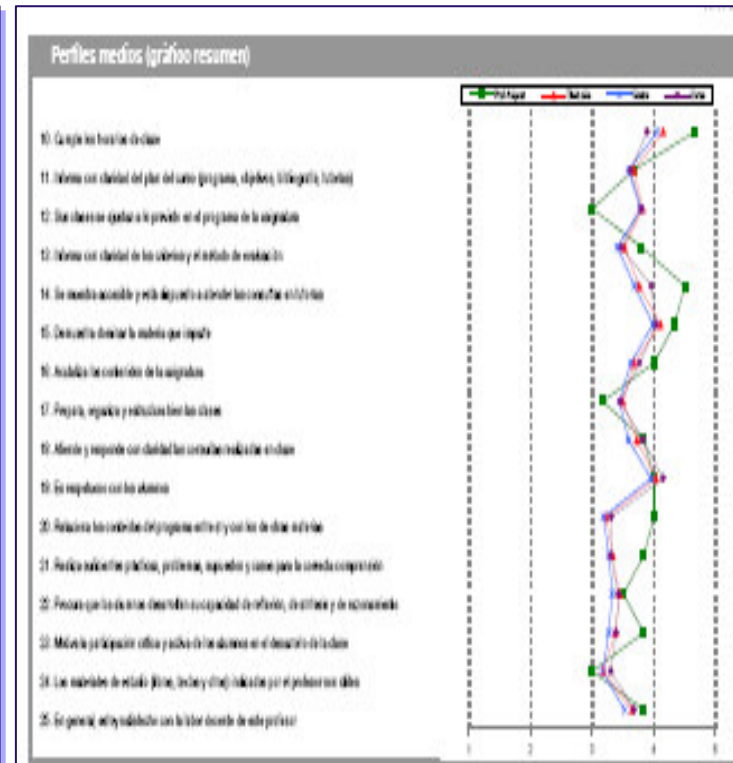 Perfiles medios (gráfico resumen)
10. Cumple los horarios de clase
11. Informa con claridad del plan del curso (programa, objetivos, bibliografía, tutorías)
12. Sus clases se ajustan a lo previsto en el programa de la asignatura
13. Informa con claridad de los criterios y el método de evaluación
14. Se muestra accesible y está dispuesto a atender las consultas en tutorías
15. Demuestra dominar la materia que imparte
16. Actualiza los contenidos de la asignatura
17. Prepara, organiza y estructura bien las clases
18. Atiende y responde con claridad las consultas realizadas en clase
19. Es respetuoso con los alumnos
20. Relaciona los contenidos del programa entre sí y con los de otras materias
21. Realiza suficientes prácticas, problemas, supuestos y casos para la correcta comprensión
22. Procura que los alumnos desarrollen su capacidad de reflexión, de síntesis y de razonamiento
23. Motiva la participación crítica y activa de los alumnos en el desarrollo de la clase
24. Los materiales de estudio (libros, textos y otros) indicados por el profesor son útiles
25. En general, estoy satisfecho con la labor docente de este profesor
1 2 3 4 5